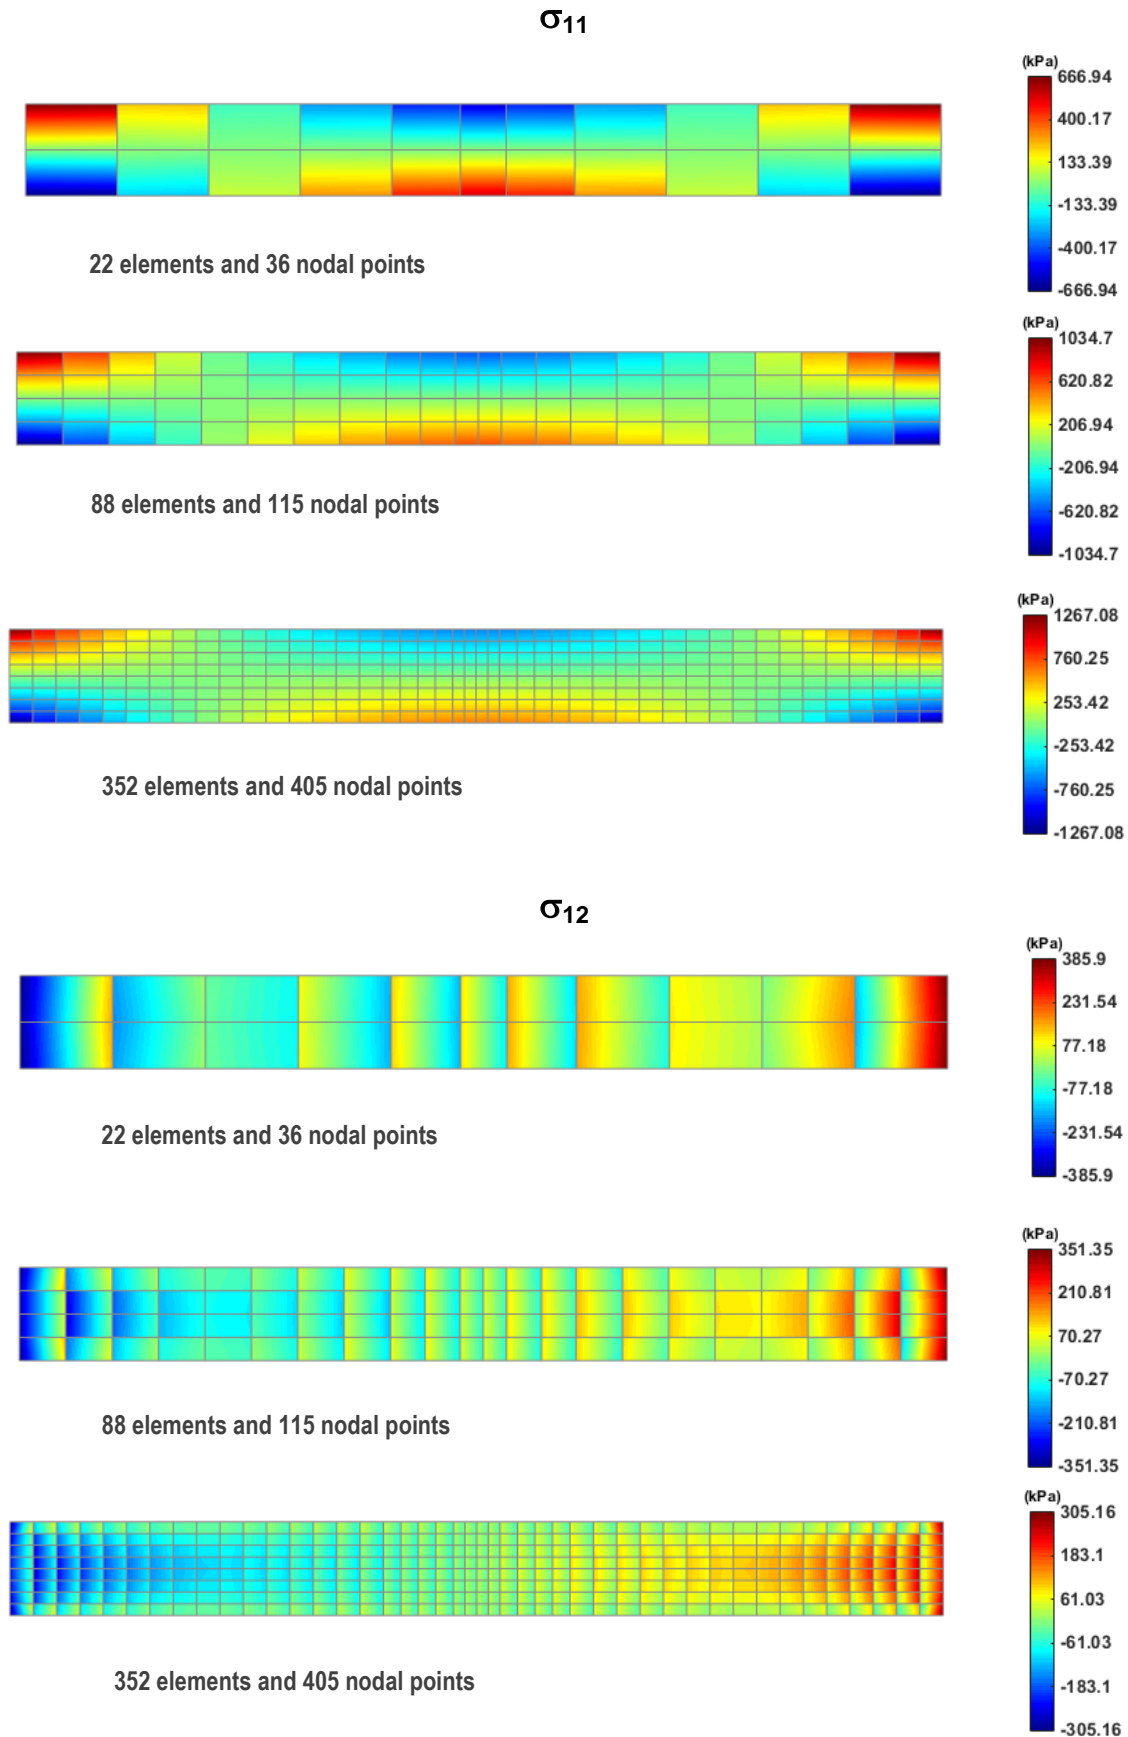 σ11
(kPa)
666.94
400.17
133.39
-133.39
-400.17
-666.94
22 elements and 36 nodal points
(kPa)
1034.7
620.82
206.94
-206.94
-620.82
-1034.7
88 elements and 115 nodal points
(kPa)
1267.08
760.25
253.42
-253.42
-760.25
-1267.08
352 elements and 405 nodal points
σ12
(kPa)
385.9
231.54
77.18
-77.18
-231.54
-385.9
22 elements and 36 nodal points
(kPa)
351.35
210.81
70.27
-70.27
-210.81
-351.35
88 elements and 115 nodal points
(kPa)
305.16
183.1
61.03
-61.03
-183.1
-305.16
352 elements and 405 nodal points